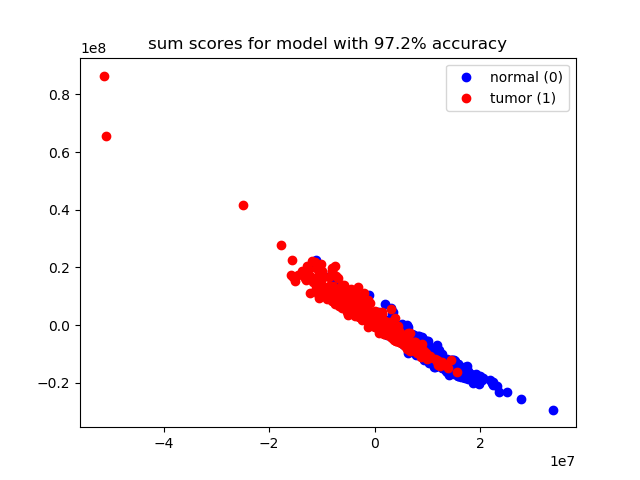 sum scores for model with 97.2% accuracy
1e8
normal (0)
tumor (1)
0.8
0.6
0.4
0.2
0.0
−0.2
−4
−2
0
2
1e7